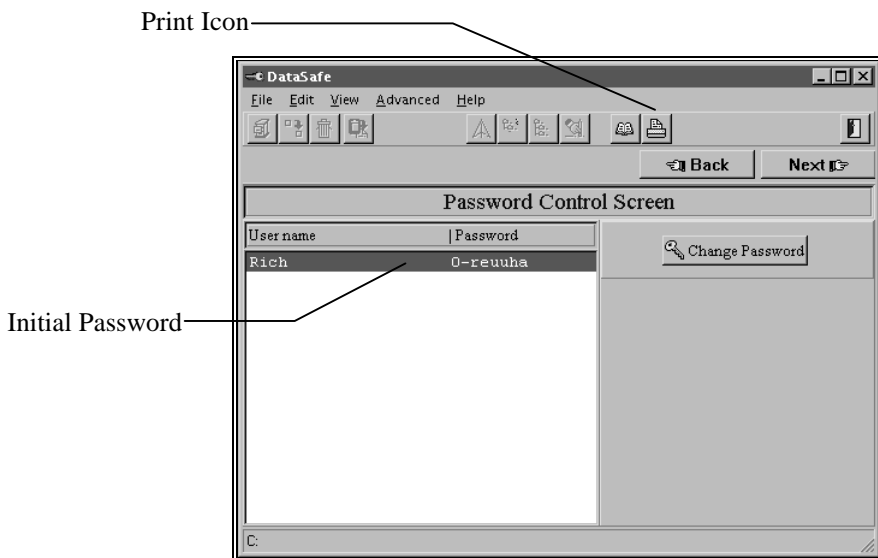 Print Icon
DataSafe
File Edit View Advanced Help
Back Next
Password Control Screen
User name |Password
Change Password
Rich O-reuuha
Initial Password
C: